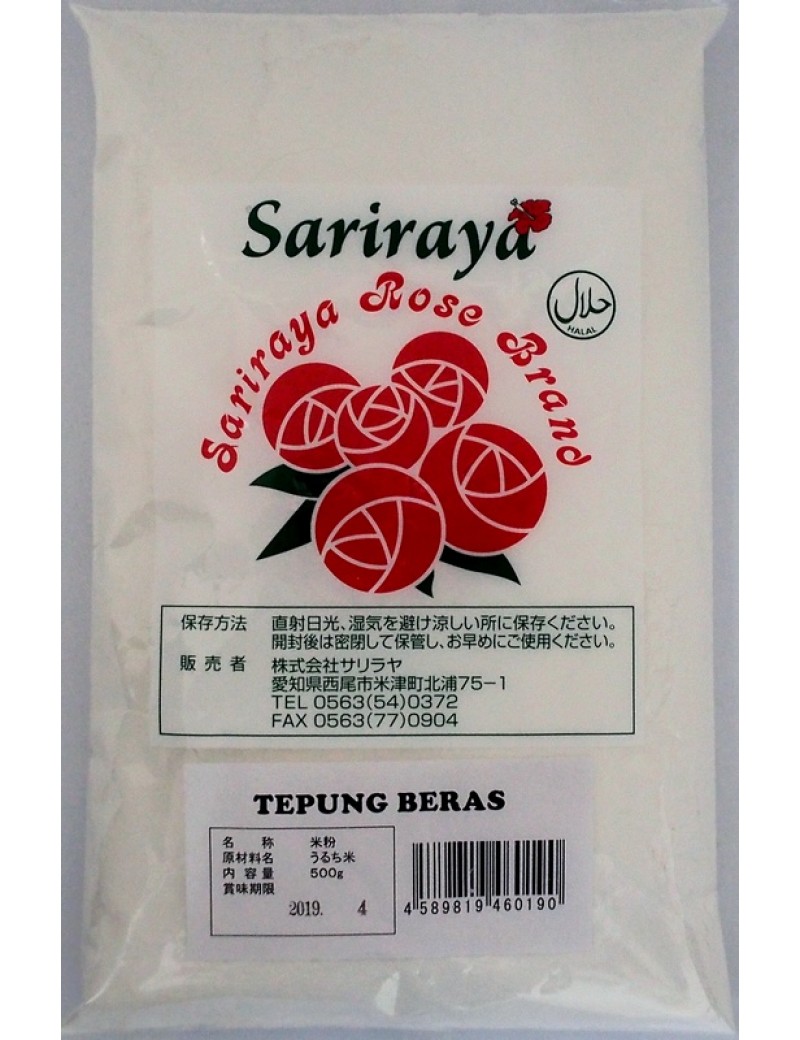 Sariraya
Sariraya Rose Brand
حلال
HALAL
保存方法 直射日光、湿気を避け涼しい所に保存ください。
開封後は密閉して保管し、お早めにご使用ください。
販売者 株式会社サリラヤ
愛知県西尾市米津町北浦75-1
TEL 0563(54)0372
FAX 0563(77)0904
TEPUNG BERAS
名称 米粉
原材料名 うるち米
内容量 500g
賞味期限
2019. 4
4 589819 460190